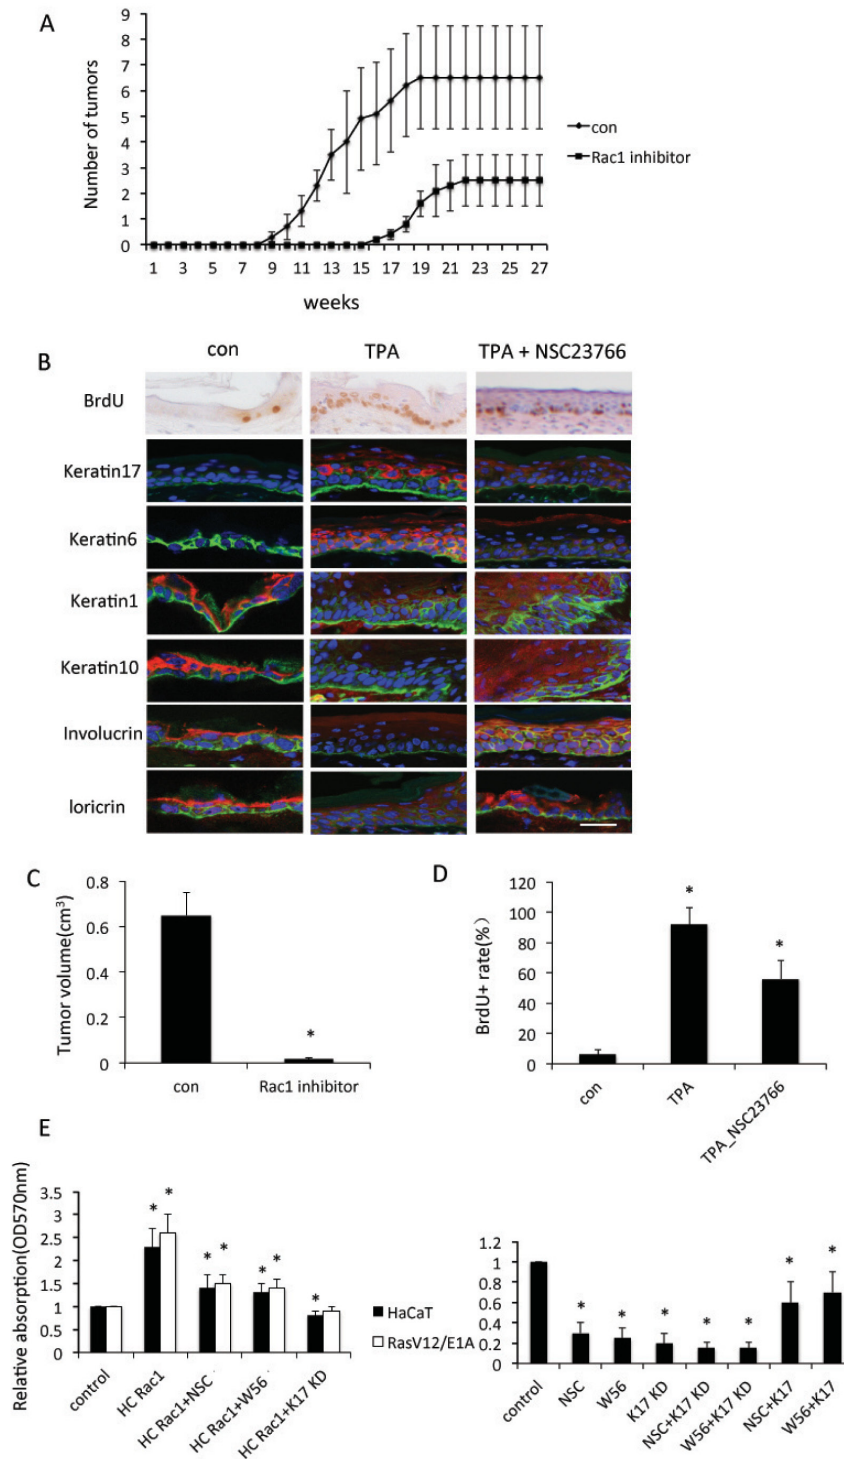 A
Number of tumors
9
8
7
6
5
4
3
2
1
0
1 3 5 7 9 11 13 15 17 19 21 23 25 27
weeks
con
Rac1 inhibitor
B
con TPA TPA + NSC23766
BrdU
Keratin17
Keratin6
Keratin1
Keratin10
Involucrin
loricrin
C
Tumor volume(cm³)
0.8
0.6
0.4
0.2
0
*
con Rac1 inhibitor
D
BrdU+ rate(%)
120
100
80
60
40
20
0
* *
con TPA TPA_NSC23766
E
Relative absorption(OD570nm)
3.5
3
2.5
2
1.5
1
0.5
0
* * * * * * *
control HC Rac1 HC Rac1+NSC HC Rac1+W56 HC Rac1+K17 KD
HaCaT
RasV12/E1A
1.2
1
0.8
0.6
0.4
0.2
0
* * * * * * *
control NSC W56 K17 KD NSC+K17 KD W56+K17 KD NSC+K17 W56+K17